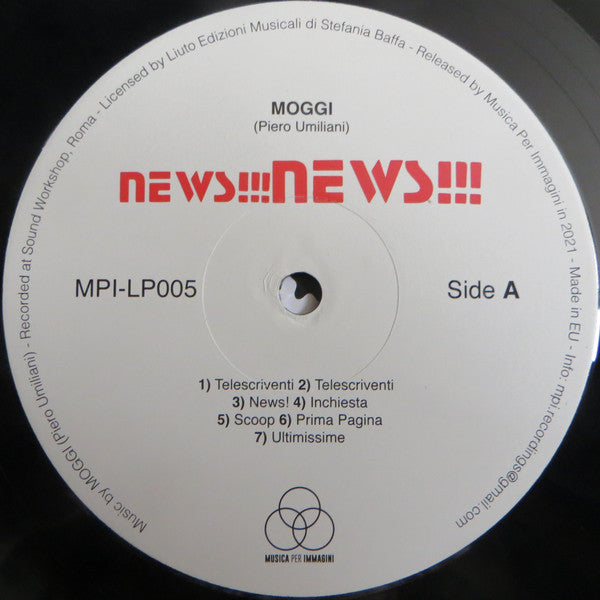 MOGGI
(Piero Umiliani)
NEWS!!!NEWS!!!
MPI-LP005
Side A
1) Telescriventi 2) Telescriventi
3) News! 4) Inchiesta
5) Scoop 6) Prima Pagina
7) Ultimissime
MUSICA PER IMMAGINI
Music by MOGGI (Piero Umiliani) - Recorded at Sound Workshop, Roma - Licensed by Liuto Edizioni Musicali di Stefania Baffa - Released by Musica Per Immagini in 2021 - Made in EU - Info: mpi.recordings@gmail.com